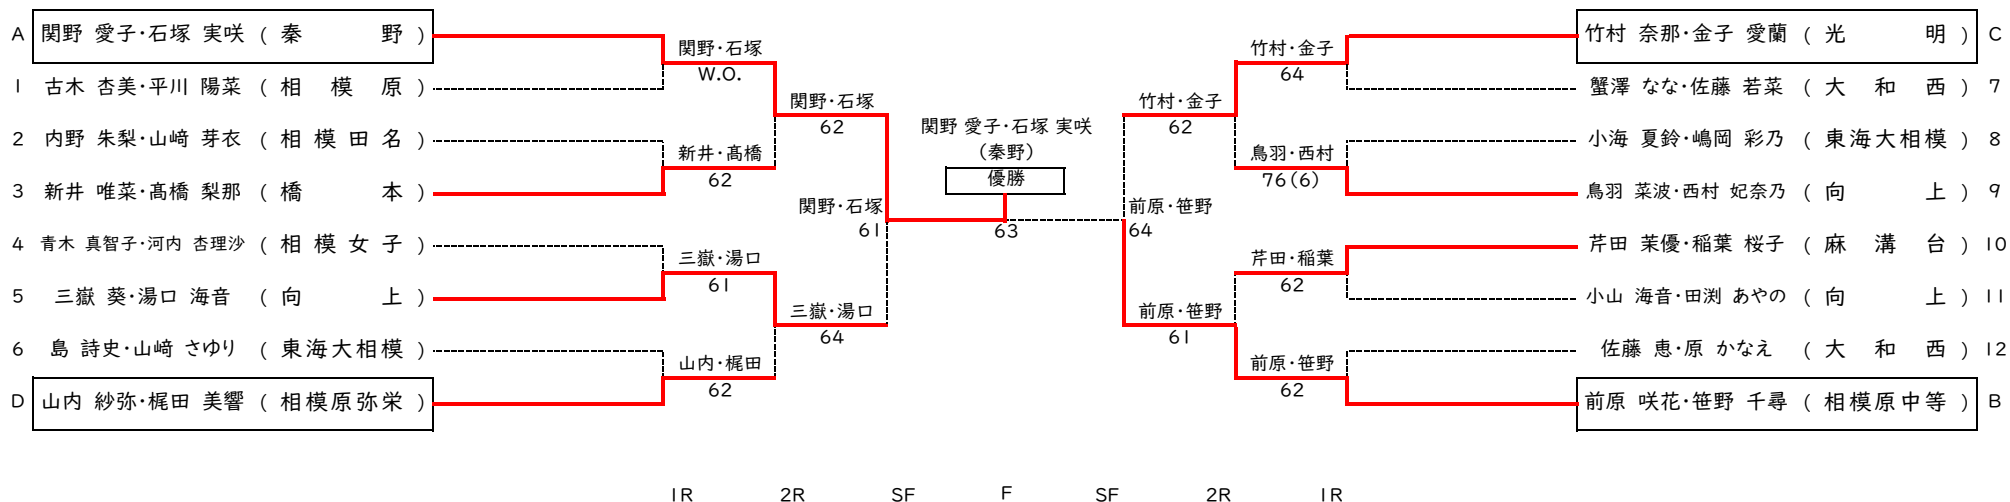 A 関野 愛子・石塚 実咲 ( 秦 野 )
1 古木 杏美・平川 陽菜 ( 相 模 原 )
2 内野 朱梨・山﨑 芽衣 ( 相 模 田 名 )
3 新井 唯菜・髙橋 梨那 ( 橋 本 )
4 青木 真智子・河内 杏理沙 ( 相 模 女 子 )
5 三嶽 葵・湯口 海音 ( 向 上 )
6 島 詩史・山﨑 さゆり ( 東海大相模 )
D 山内 紗弥・梶田 美響 ( 相模原弥栄 )
関野・石塚
W.O.
新井・髙橋
62
三嶽・湯口
61
山内・梶田
62
関野・石塚
62
三嶽・湯口
64
関野・石塚
61
関野 愛子・石塚 実咲
(秦野)
優勝
63
前原・笹野
64
竹村・金子
62
前原・笹野
61
竹村・金子
64
鳥羽・西村
76(6)
芹田・稲葉
62
前原・笹野
62
竹村 奈那・金子 愛蘭 ( 光 明 ) C
蟹澤 なな・佐藤 若菜 ( 大 和 西 ) 7
小海 夏鈴・嶋岡 彩乃 ( 東海大相模 ) 8
鳥羽 菜波・西村 妃奈乃 ( 向 上 ) 9
芹田 茉優・稲葉 桜子 ( 麻 溝 台 ) 10
小山 海音・田渕 あやの ( 向 上 ) 11
佐藤 恵・原 かなえ ( 大 和 西 ) 12
前原 咲花・笹野 千尋 ( 相模原中等 ) B
1R 2R SF F SF 2R 1R